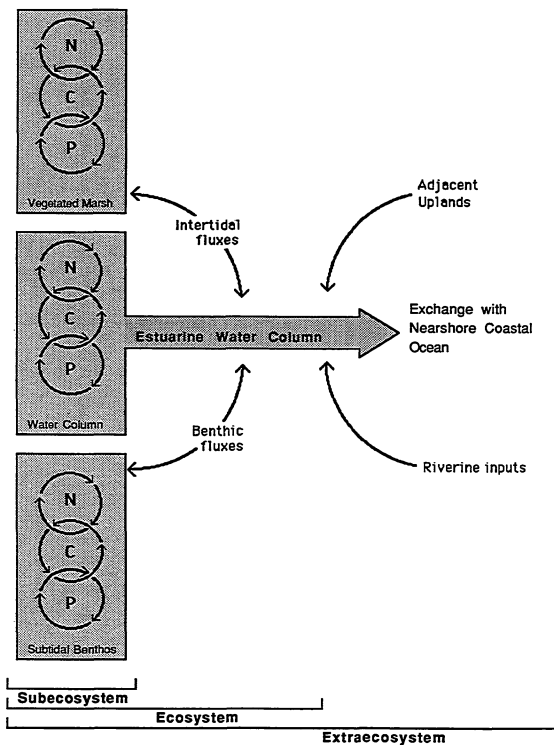 N
C
P
Vegetated Marsh
Intertidal
fluxes
Adjacent
Uplands
N
C
P
Water Column
Estuarine Water Column
Exchange with
Nearshore Coastal
Ocean
Benthic
fluxes
Riverine inputs
N
C
P
Subtidal Benthos
Subecosystem
Ecosystem
Extraecosystem